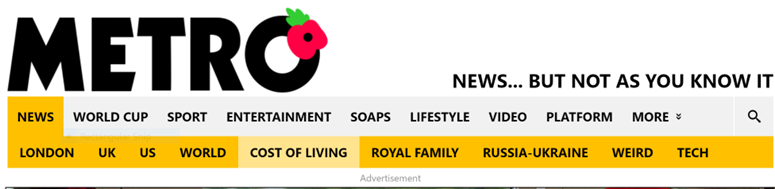 METRO
NEWS... BUT NOT AS YOU KNOW IT
NEWS WORLD CUP SPORT ENTERTAINMENT SOAPS LIFESTYLE VIDEO PLATFORM MORE
LONDON UK US WORLD COST OF LIVING ROYAL FAMILY RUSSIA-UKRAINE WEIRD TECH
Advertisement